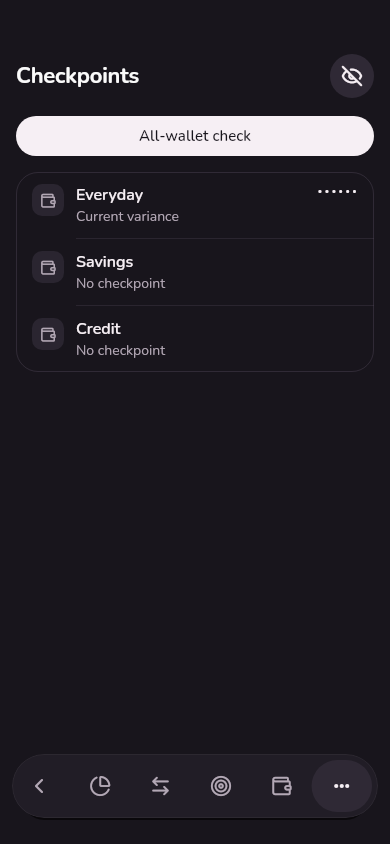 Checkpoints
All-wallet check
Everyday
••••••
Current variance
Savings
No checkpoint
Credit
No checkpoint